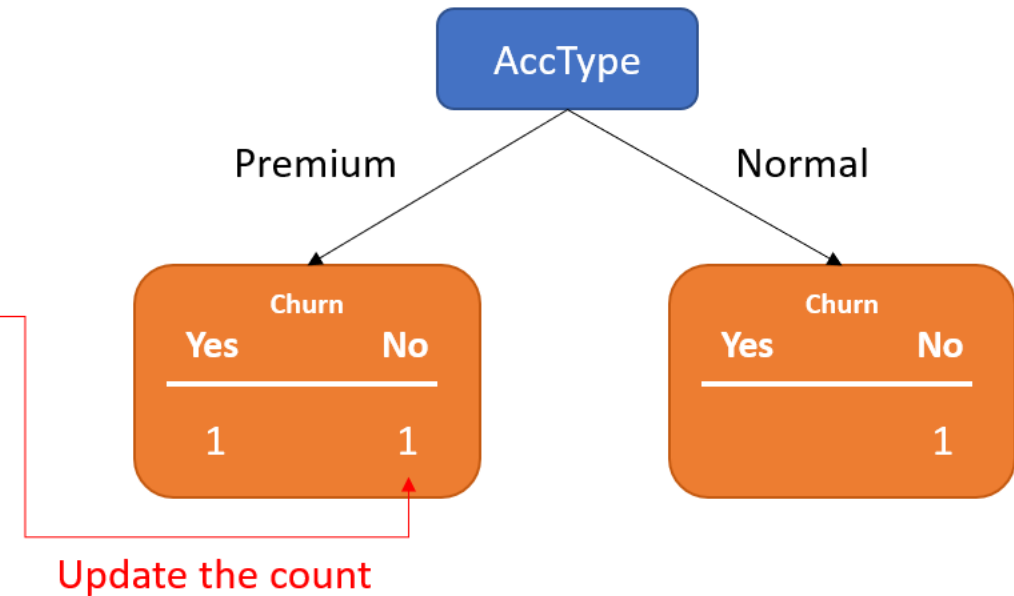 AccType
Premium
Normal
Churn
Yes No
1 1
Churn
Yes No
1
Update the count